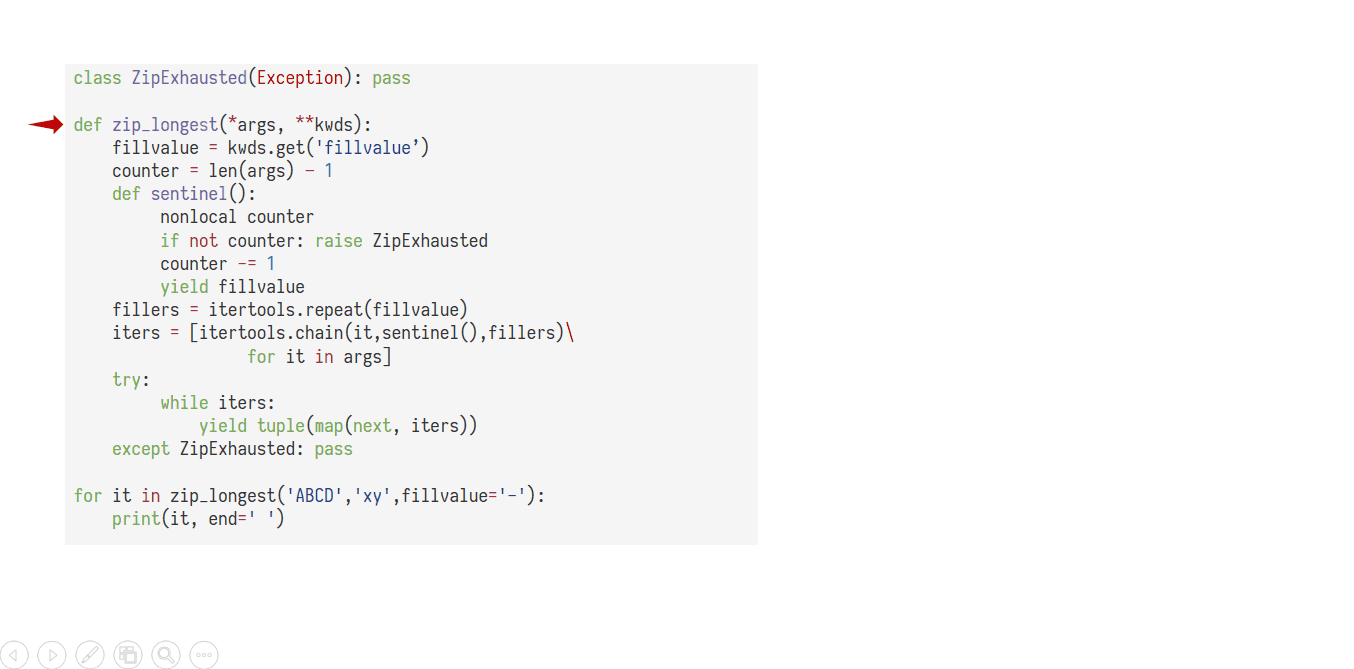 class ZipExhausted(Exception): pass
def zip_longest(*args, **kwds):
fillvalue = kwds.get('fillvalue’)
counter = len(args) - 1
def sentinel():
nonlocal counter
if not counter: raise ZipExhausted
counter -= 1
yield fillvalue
fillers = itertools.repeat(fillvalue)
iters = [itertools.chain(it,sentinel(),fillers)\
for it in args]
try:
while iters:
yield tuple(map(next, iters))
except ZipExhausted: pass
for it in zip_longest('ABCD','xy',fillvalue='-'):
print(it, end=' ')